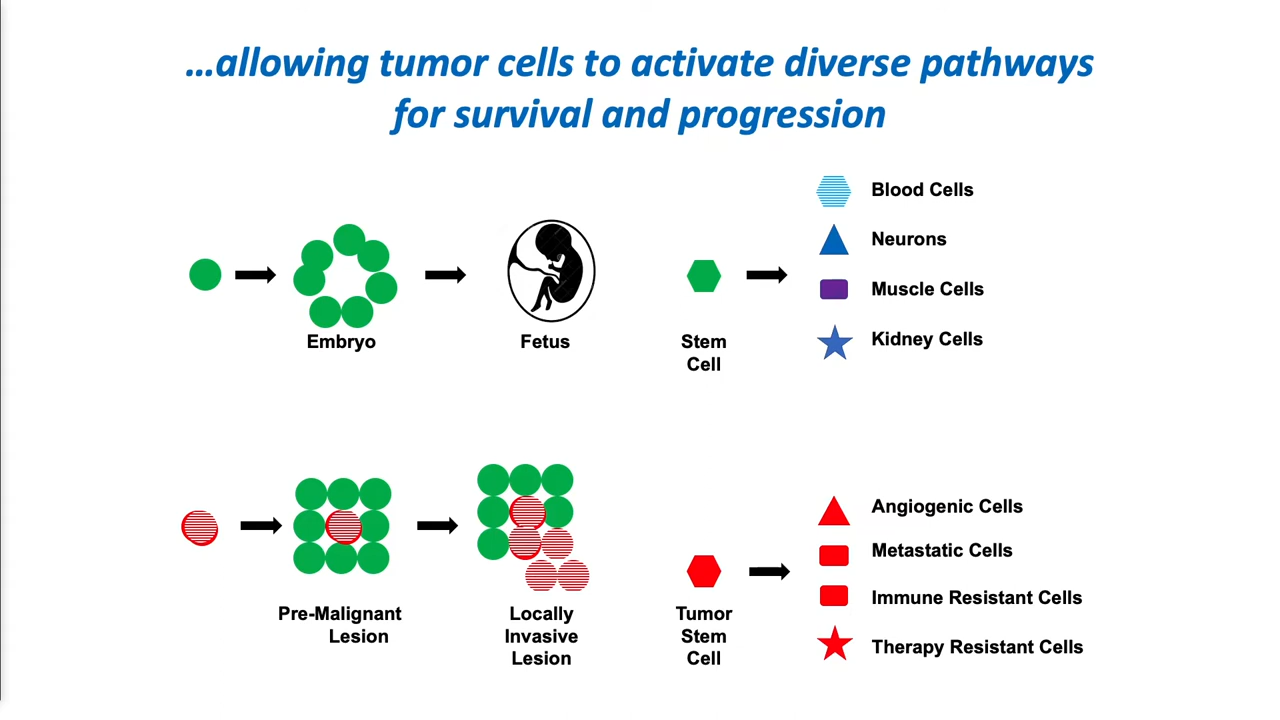 ...allowing tumor cells to activate diverse pathways
for survival and progression
Blood Cells
Neurons
Muscle Cells
Kidney Cells
Embryo
Fetus
Stem
Cell
Angiogenic Cells
Metastatic Cells
Immune Resistant Cells
Therapy Resistant Cells
Pre-Malignant
Lesion
Locally
Invasive
Lesion
Tumor
Stem
Cell